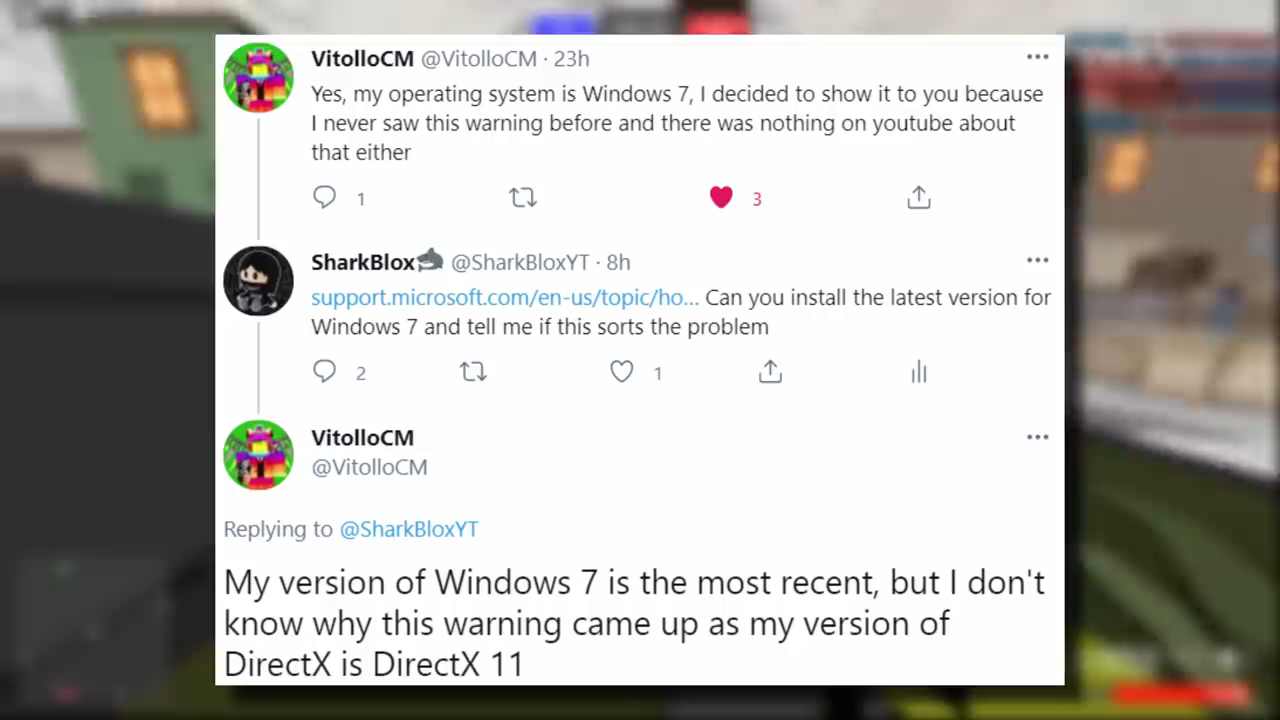 VitolloCM @VitolloCM · 23h
Yes, my operating system is Windows 7, I decided to show it to you because
I never saw this warning before and there was nothing on youtube about
that either
1 3
SharkBlox @SharkBloxYT · 8h
support.microsoft.com/en-us/topic/ho... Can you install the latest version for
Windows 7 and tell me if this sorts the problem
2 1
VitolloCM
@VitolloCM
Replying to @SharkBloxYT
My version of Windows 7 is the most recent, but I don't
know why this warning came up as my version of
DirectX is DirectX 11